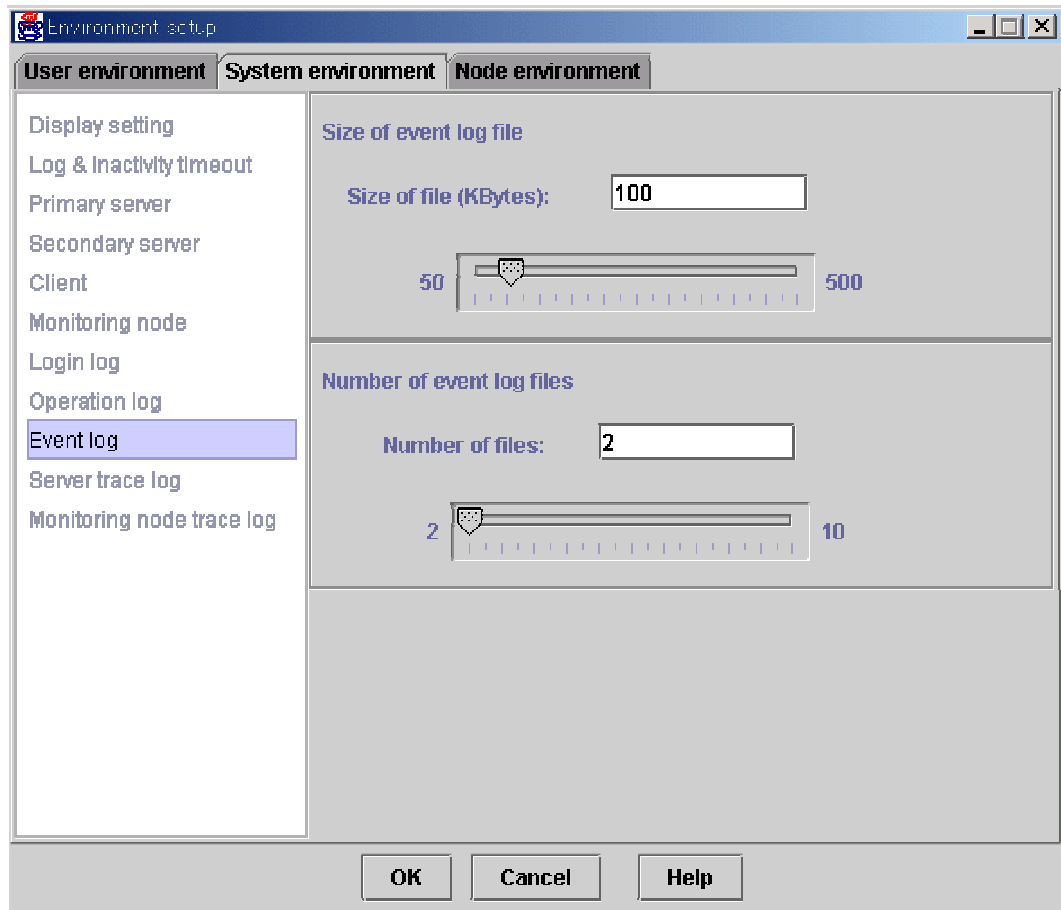 Environment setup
User environment System environment Node environment
Display setting
Log & inactivity timeout
Primary server
Secondary server
Client
Monitoring node
Login log
Operation log
Event log
Server trace log
Monitoring node trace log
Size of event log file
Size of file (KBytes): 100
50 500
Number of event log files
Number of files: 2
2 10
OK Cancel Help